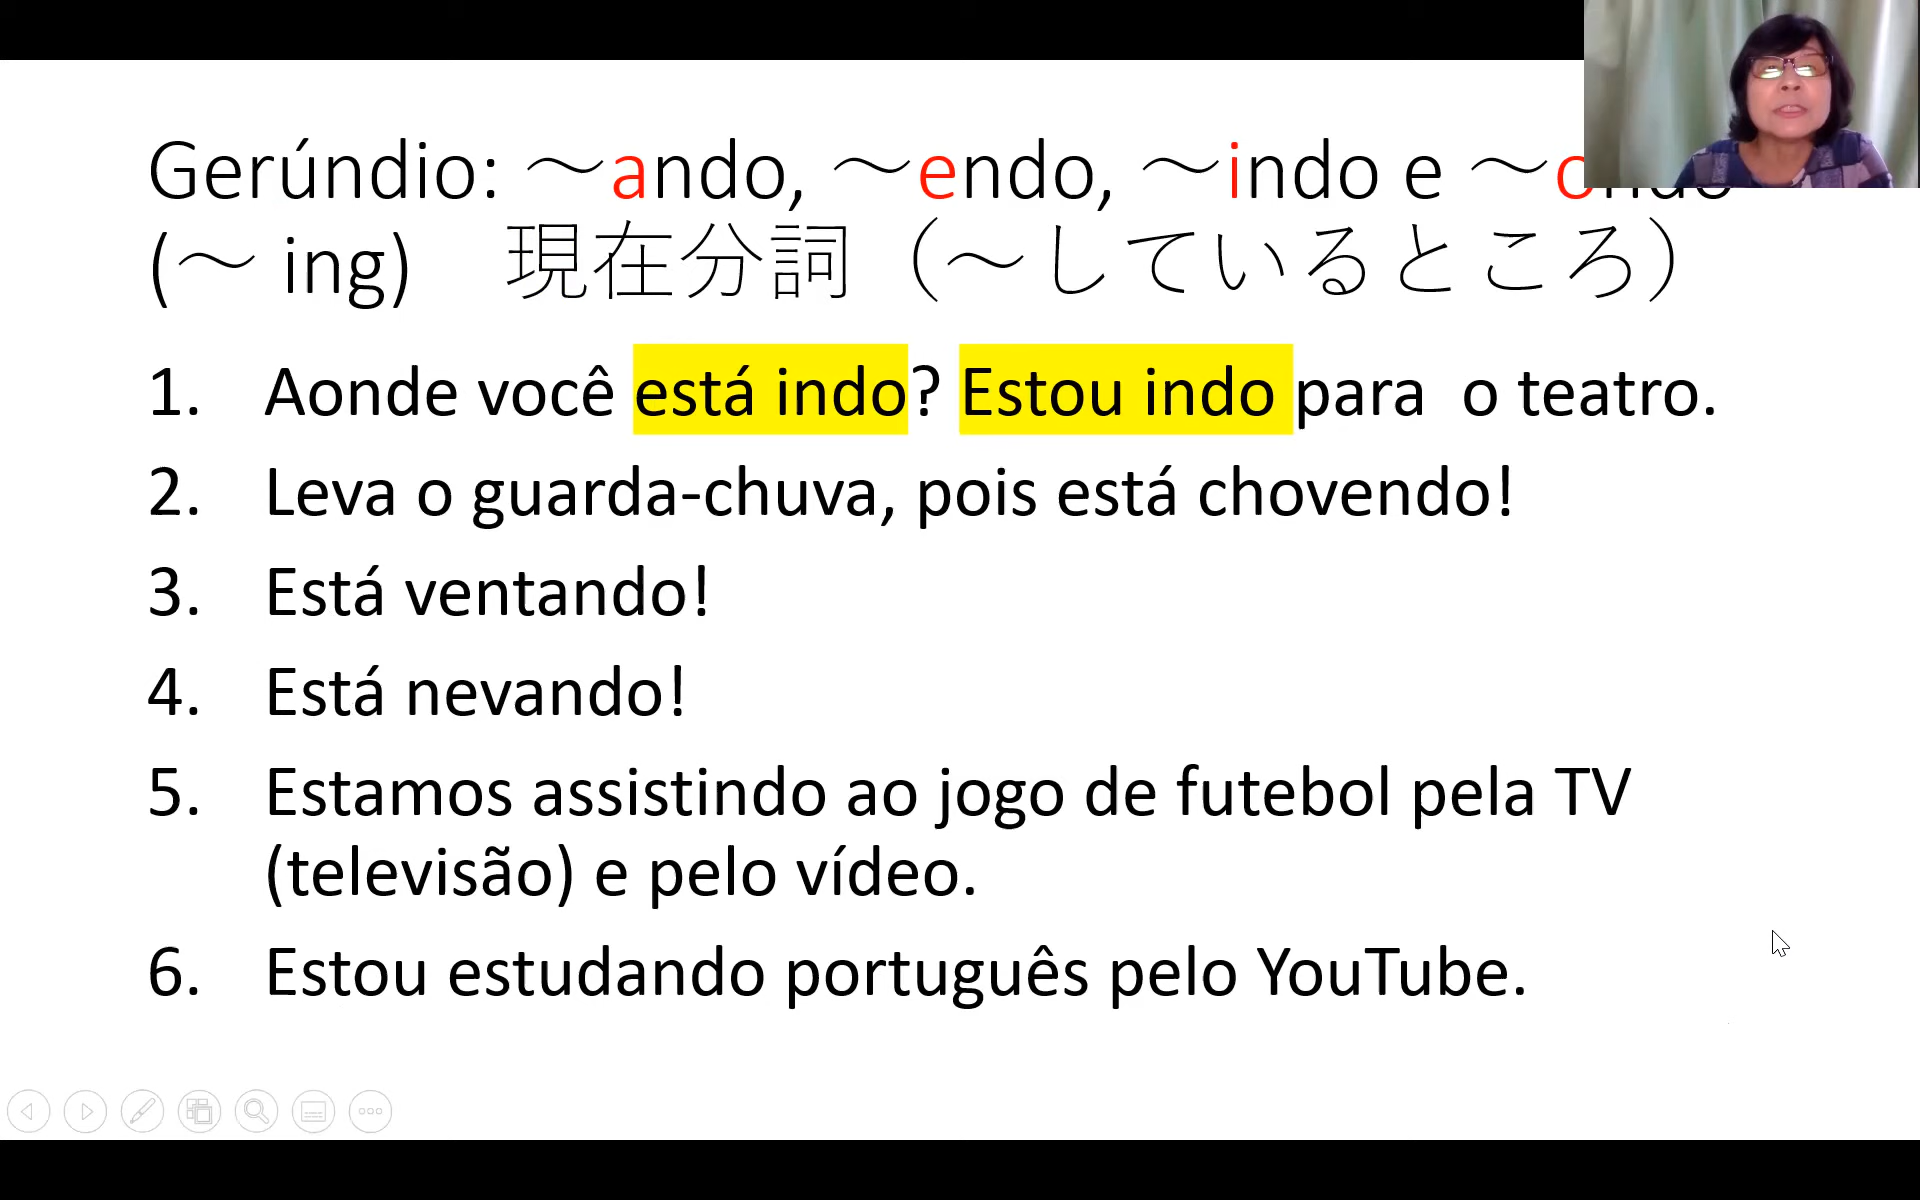 Gerúndio: ～ando, ～endo, ～indo e ～ondo
(～ ing)　現在分詞（～しているところ）
1. Aonde você está indo? Estou indo para  o teatro.
2. Leva o guarda-chuva, pois está chovendo!
3. Está ventando!
4. Está nevando!
5. Estamos assistindo ao jogo de futebol pela TV
(televisão) e pelo vídeo.
6. Estou estudando português pelo YouTube.